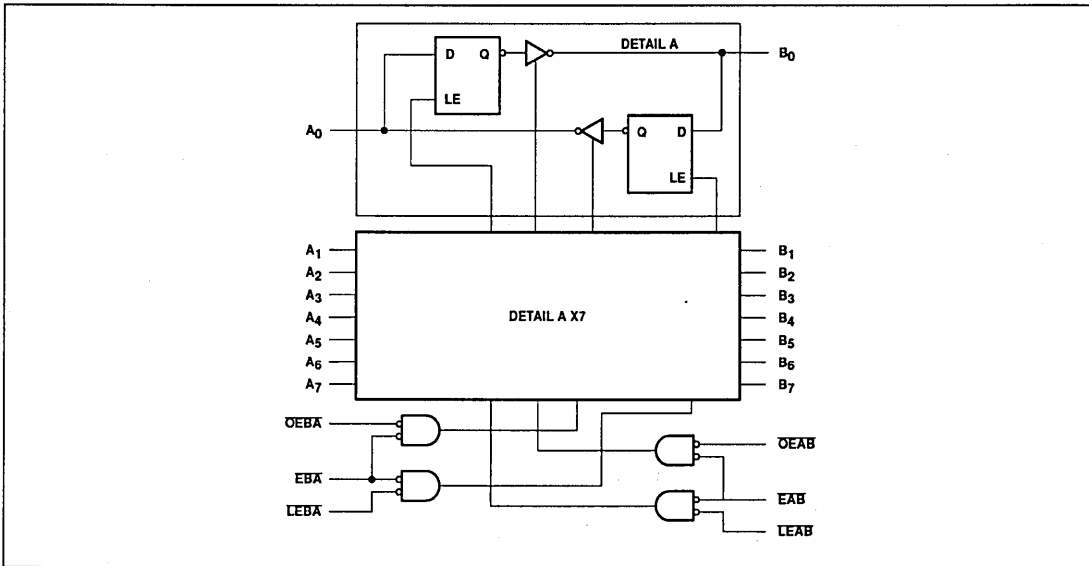 DETAIL A
D Q
LE
B0
A0
Q D
LE
A1
A2
A3
A4
A5
A6
A7
DETAIL A X7
B1
B2
B3
B4
B5
B6
B7
OEBA
EBA
LEBA
OEAB
EAB
LEAB